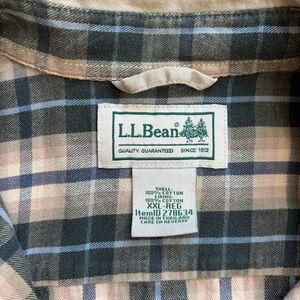 L.L.Bean
QUALITY GUARANTEED SINCE 1912
SHELL:
100% COTTON
LINING:
100% COTTON
XXL-REG
ItemID 278634
MADE IN THAILAND
CARE ON REVERSE